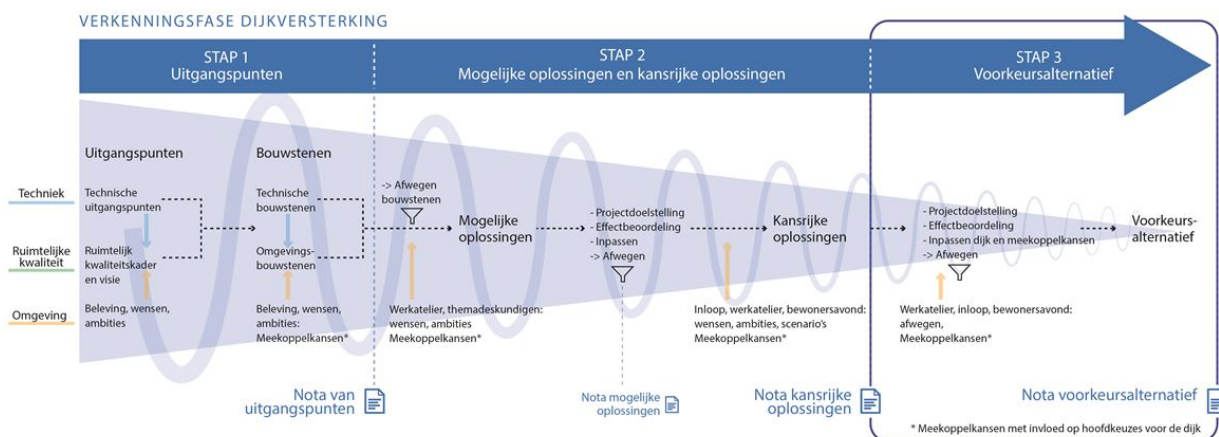 VERKENNINGSFASE DIJKVERSTERKING
STAP 1
Uitgangspunten
STAP 2
Mogelijke oplossingen en kansrijke oplossingen
STAP 3
Voorkeursalternatief
Techniek
Ruimtelijke
kwaliteit
Omgeving
Uitgangspunten
Technische
uitgangspunten
Ruimtelijk
kwaliteitskader
en visie
Beleving, wensen,
ambities
Bouwstenen
Technische
bouwstenen
Omgevings-
bouwstenen
Beleving, wensen,
ambities:
Meekoppelkansen*
-> Afwegen
bouwstenen
Mogelijke
oplossingen
Werkatelier, themadeskundigen:
wensen, ambities
Meekoppelkansen*
- Projectdoelstelling
- Effectbeordeling
- Inpassen
-> Afwegen
Kansrijke
oplossingen
Inloop, werkatelier, bewonersavond:
wensen, ambities, scenario's
Meekoppelkansen*
- Projectdoelstelling
- Effectbeordeling
- Inpassen dijk en meekoppelkansen
-> Afwegen
Werkatelier, inloop, bewonersavond:
afwegen,
Meekoppelkansen*
Voorkeurs-
alternatief
Nota van
uitgangspunten
Nota mogelijke
oplossingen
Nota kansrijke
oplossingen
Nota voorkeursalternatief
* Meekoppelkansen met invloed op hoofdkeuzes voor de dijk